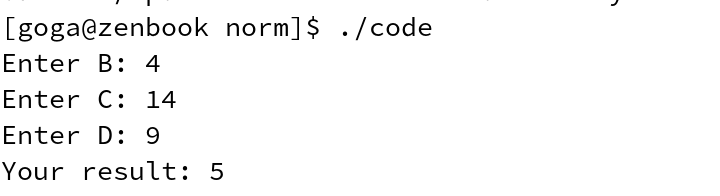 [goga@zenbook norm]$ ./code
Enter B: 4
Enter C: 14
Enter D: 9
Your result: 5